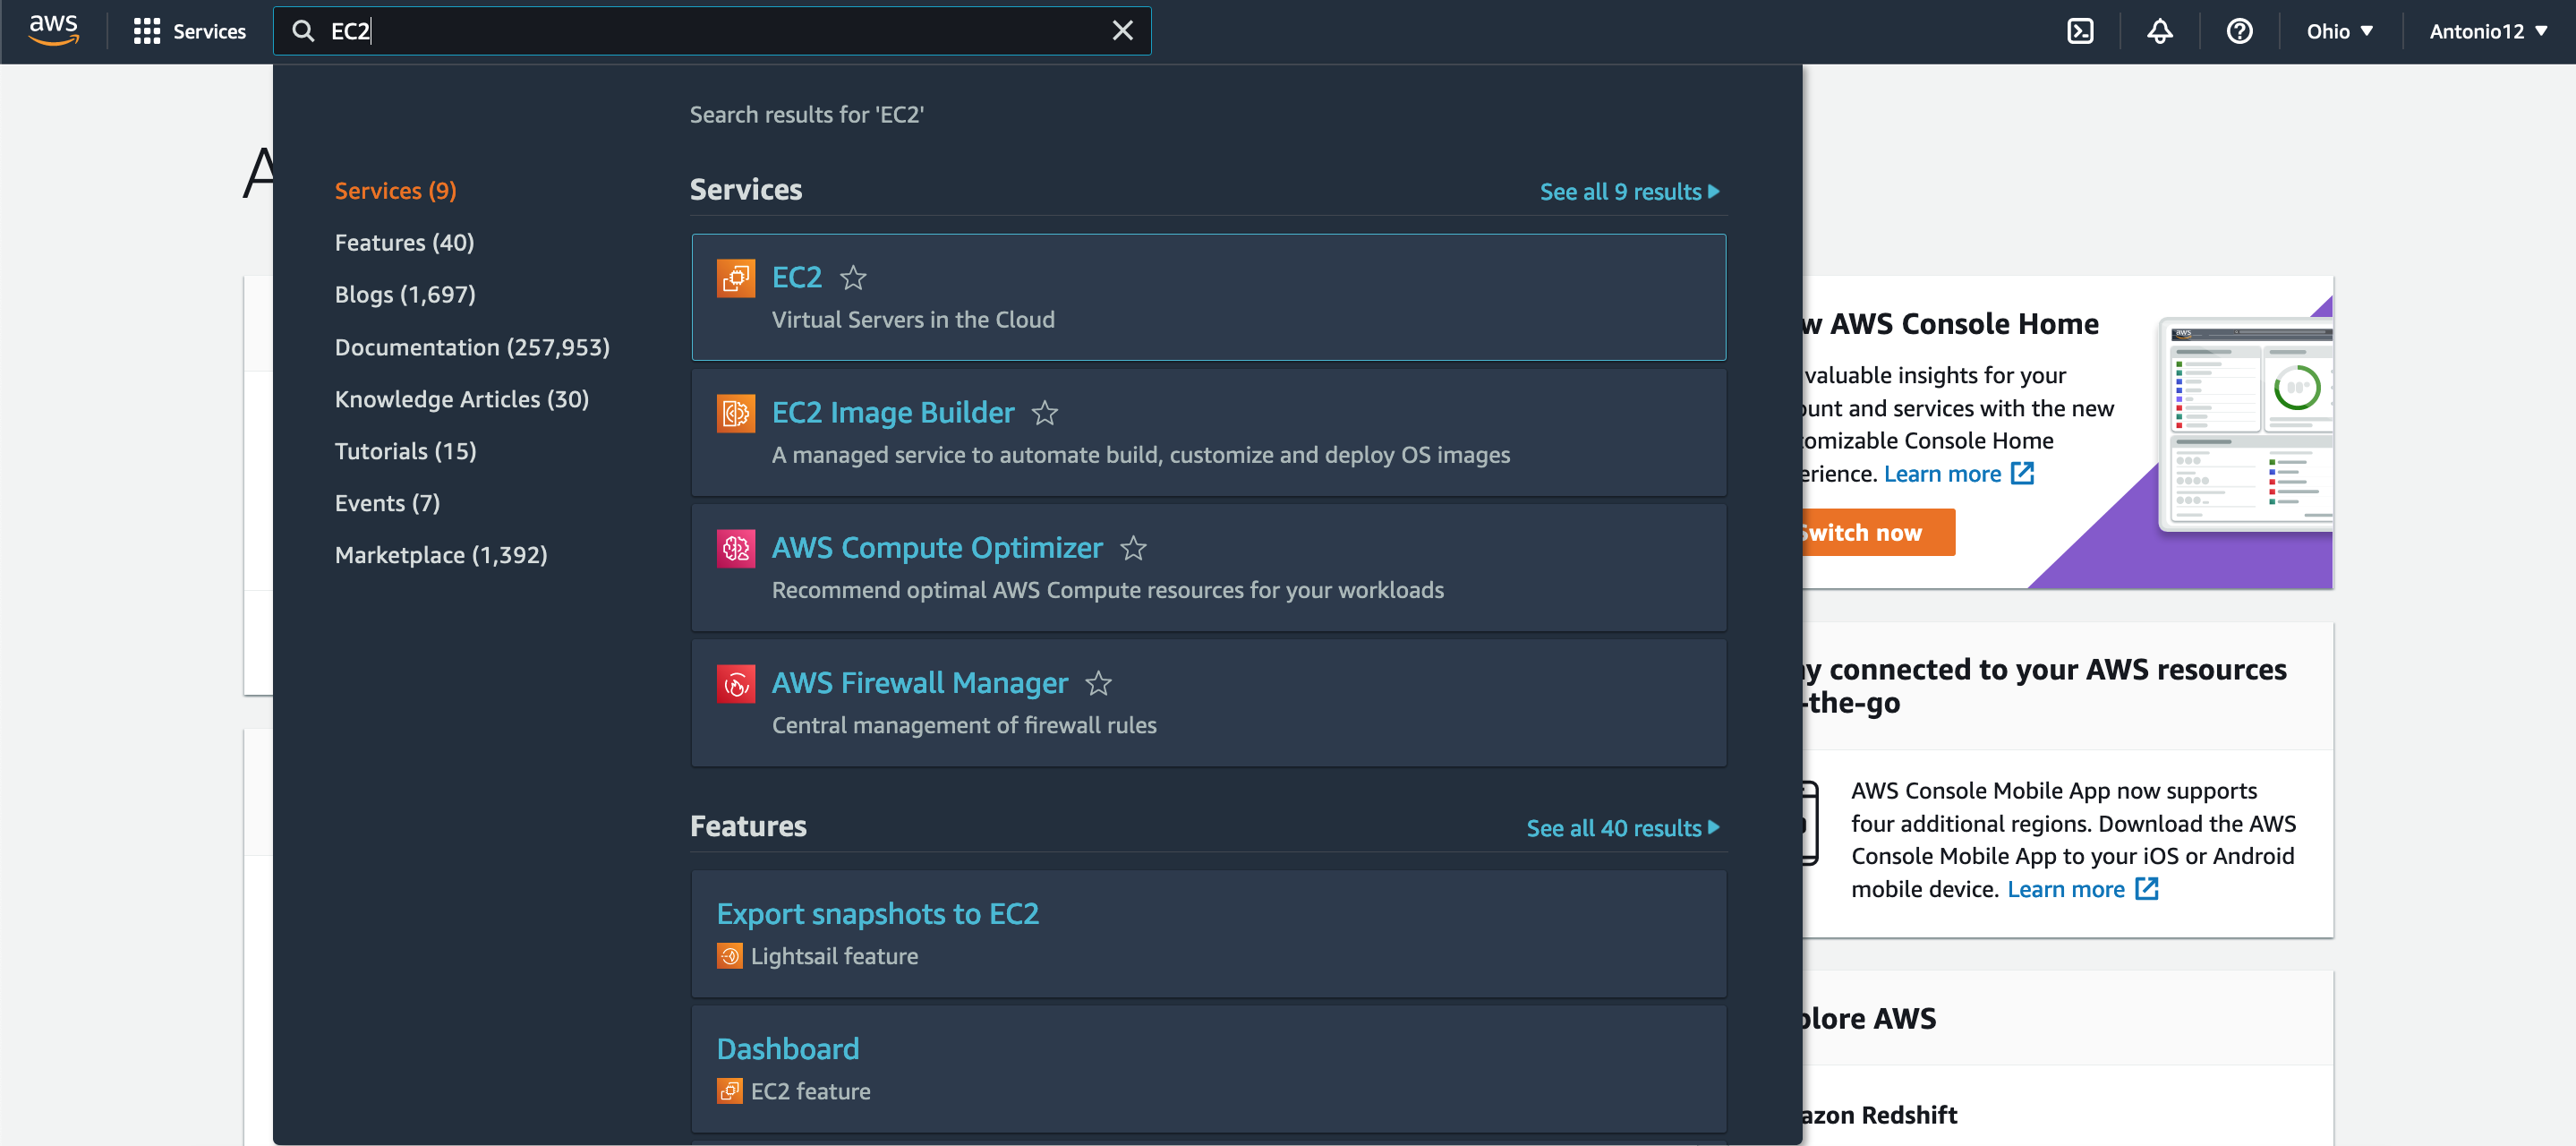 aws
Services
EC2
Ohio
Antonio12
Search results for 'EC2'
Services (9)
Features (40)
Blogs (1,697)
Documentation (257,953)
Knowledge Articles (30)
Tutorials (15)
Events (7)
Marketplace (1,392)
Services
See all 9 results
EC2
Virtual Servers in the Cloud
EC2 Image Builder
A managed service to automate build, customize and deploy OS images
AWS Compute Optimizer
Recommend optimal AWS Compute resources for your workloads
AWS Firewall Manager
Central management of firewall rules
Features
See all 40 results
Export snapshots to EC2
Lightsail feature
Dashboard
EC2 feature
A
w AWS Console Home
valuable insights for your
ount and services with the new
tomizable Console Home
erience. Learn more
Switch now
aws
y connected to your AWS resources
-the-go
AWS Console Mobile App now supports
four additional regions. Download the AWS
Console Mobile App to your iOS or Android
mobile device. Learn more
plore AWS
azon Redshift